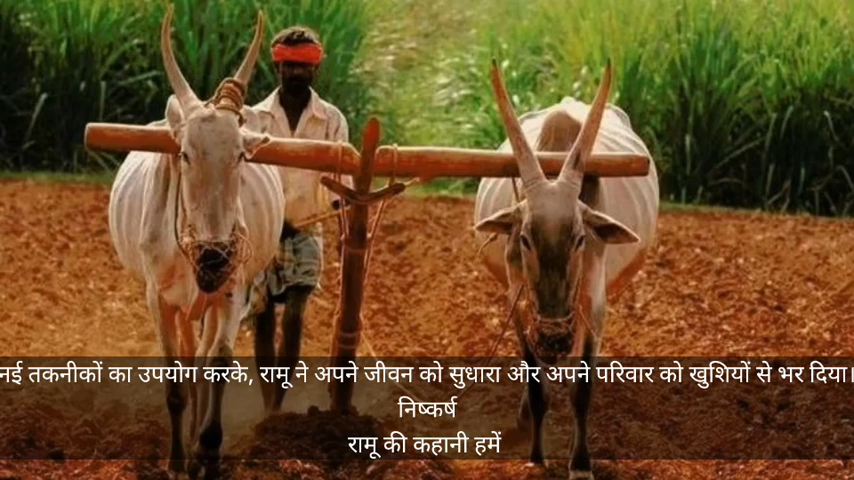 नई तकनीकों का उपयोग करके, रामू ने अपने जीवन को सुधारा और अपने परिवार को खुशियों से भर दिया।
निष्कर्ष
रामू की कहानी हमें